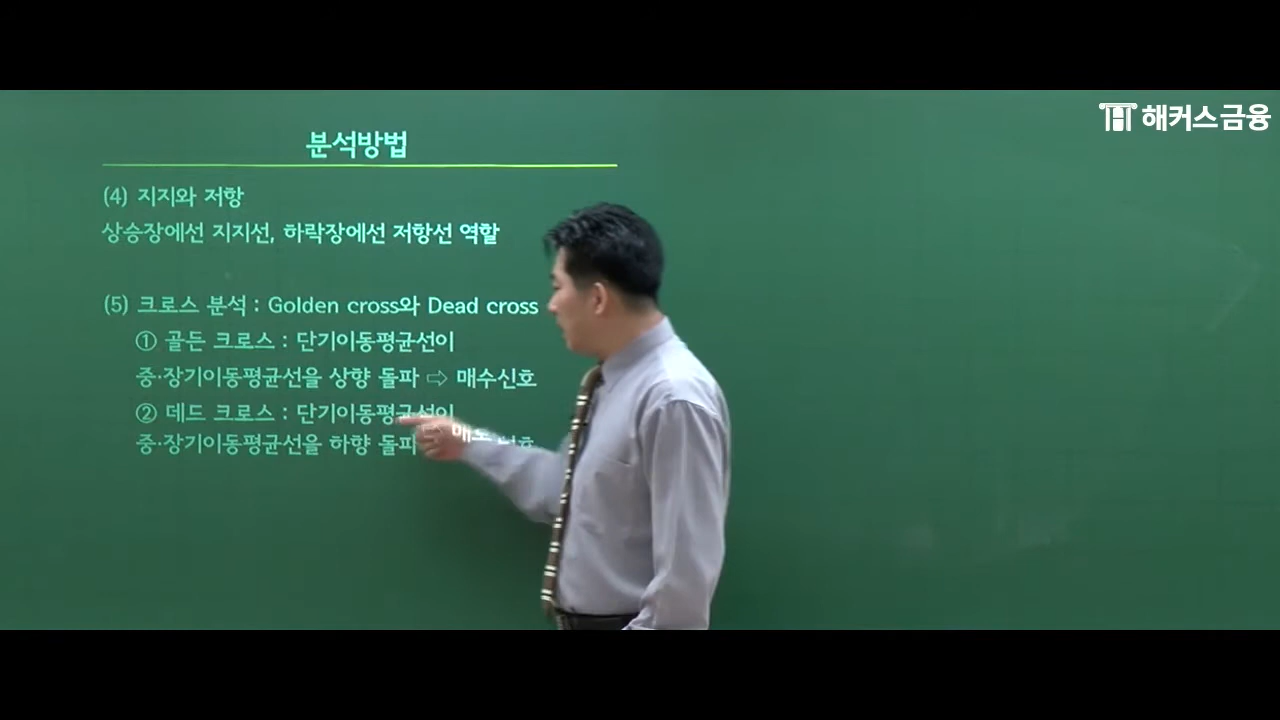 해커스금융
분석방법
(4) 지지와 저항
상승장에선 지지선, 하락장에선 저항선 역할
(5) 크로스 분석 : Golden cross와 Dead cross
① 골든 크로스 : 단기이동평균선이
중·장기이동평균선을 상향 돌파 ⇨ 매수신호
② 데드 크로스 : 단기이동평균선이
중·장기이동평균선을 하향 돌파